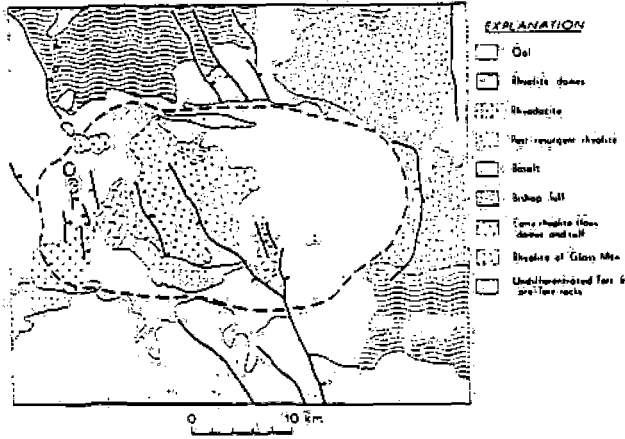 EXPLANATION
Qal
Rhyolite domes
Rhyodacite
Post-resurgent rhyolite
Basalt
Bishop tuff
Early rhyolite flows
domes and tuff
Rhyolite of Glass Mtn
Undifferentiated Tert &
pre-Tert rocks
0 10 km